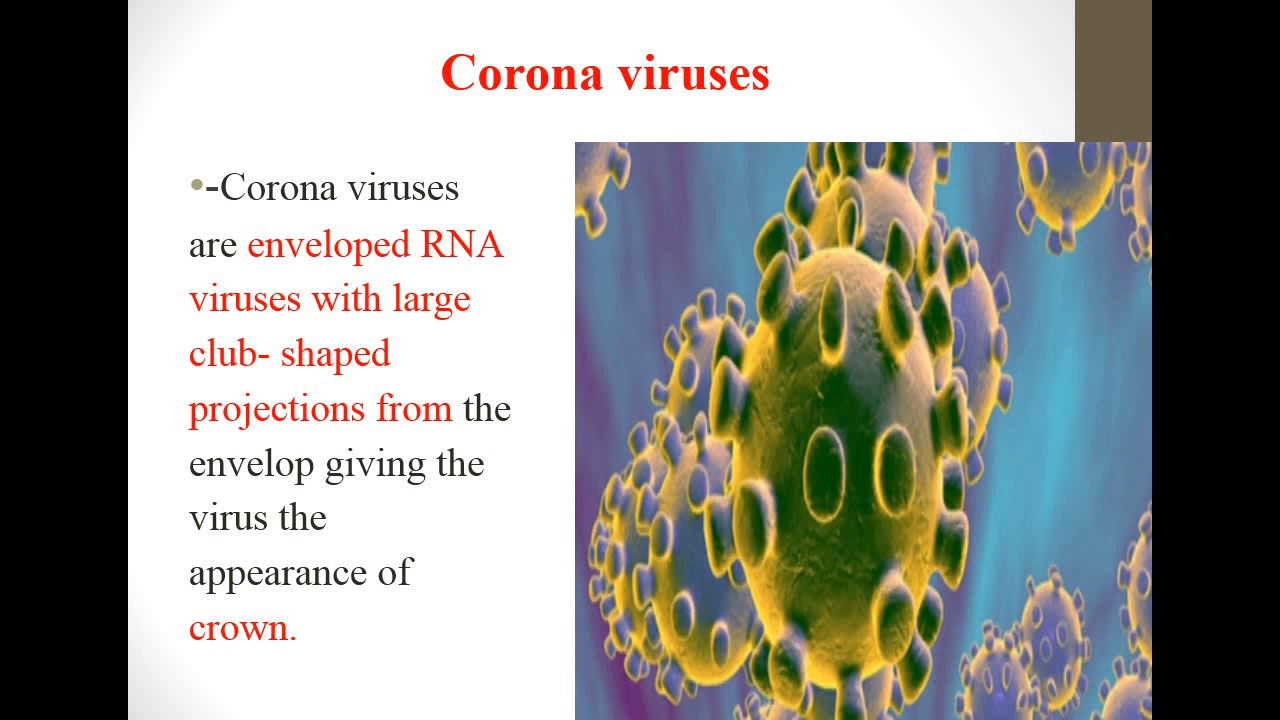 Corona viruses
•-Corona viruses
are enveloped RNA
viruses with large
club- shaped
projections from the
envelop giving the
virus the
appearance of
crown.